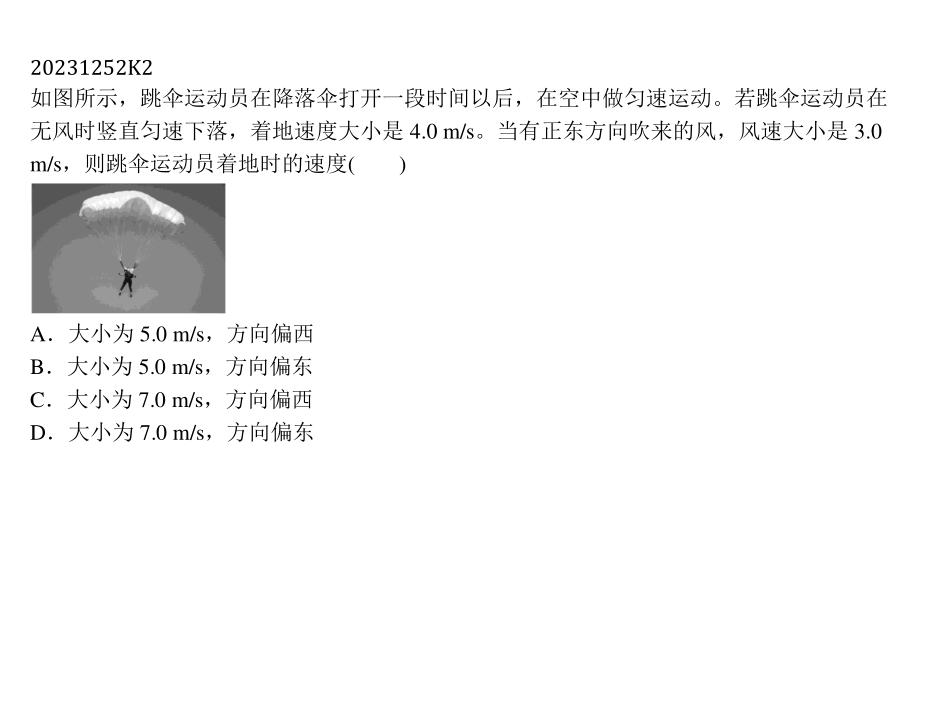 20231252K2
如图所示，跳伞运动员在降落伞打开一段时间以后，在空中做匀速运动。若跳伞运动员在
无风时竖直匀速下落，着地速度大小是 4.0 m/s。当有正东方向吹来的风，风速大小是 3.0
m/s，则跳伞运动员着地时的速度(　　)
A．大小为 5.0 m/s，方向偏西
B．大小为 5.0 m/s，方向偏东
C．大小为 7.0 m/s，方向偏西
D．大小为 7.0 m/s，方向偏东